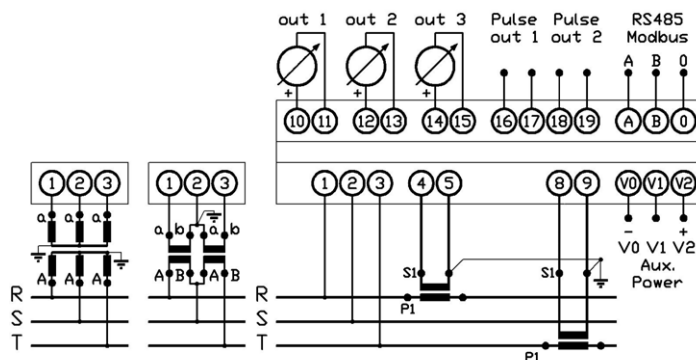 out 1 out 2 out 3 Pulse out 1 Pulse out 2 RS485 Modbus
A B 0
+ + +
10 11 12 13 14 15 16 17 18 19 A B 0
1 2 3 1 2 3 1 2 3 4 5 8 9 V0 V1 V2
a a a a b a b
- +
V0 V1 V2
Aux.
Power
A A A A B A B S1 S1
R
P1
S
T
P1